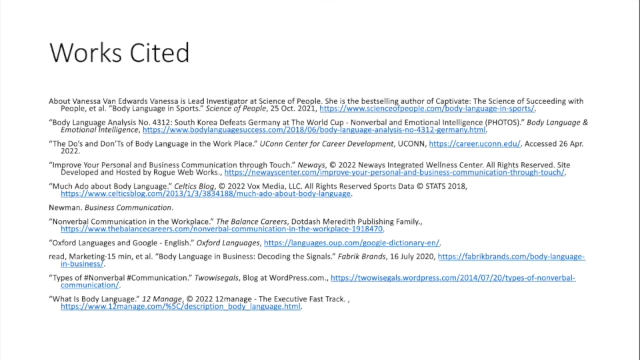 Works Cited
About Vanessa Van Edwards Vanessa is Lead Investigator at Science of People. She is the bestselling author of Captivate: The Science of Succeeding with
People, et al. “Body Language in Sports.” Science of People, 25 Oct. 2021, https://www.scienceofpeople.com/body-language-in-sports/.
“Body Language Analysis No. 4312: South Korea Defeats Germany at The World Cup - Nonverbal and Emotional Intelligence (PHOTOS).” Body Language &
Emotional Intelligence, https://www.bodylanguagesuccess.com/2018/06/body-language-analysis-no-4312-germany.html.
“The Do’s and Don’Ts of Body Language in the Work Place.” UConn Center for Career Development, UCONN, https://career.uconn.edu/. Accessed 26 Apr.
2022.
“Improve Your Personal and Business Communication through Touch.” Neways, © 2022 Neways Integrated Wellness Center. All Rights Reserved. Site
Developed and Hosted by Rogue Web Works., https://newayscenter.com/improve-your-personal-and-business-communication-through-touch/.
“Much Ado about Body Language.” Celtics Blog, © 2022 Vox Media, LLC. All Rights Reserved Sports Data © STATS 2018,
https://www.celticsblog.com/2013/1/3/3834188/much-ado-about-body-language.
Newman. Business Communication.
“Nonverbal Communication in the Workplace.” The Balance Careers, Dotdash Meredith Publishing Family.,
https://www.thebalancecareers.com/nonverbal-communication-in-the-workplace-1918470.
“Oxford Languages and Google - English.” Oxford Languages, https://languages.oup.com/google-dictionary-en/.
read, Marketing·15 min, et al. “Body Language in Business: Decoding the Signals.” Fabrik Brands, 16 July 2020, https://fabrikbrands.com/body-language-
in-business/.
“Types of #Nonverbal #Communication.” Twowisegals, Blog at WordPress.com., https://twowisegals.wordpress.com/2014/07/20/types-of-nonverbal-
communication/.
“What Is Body Language.” 12 Manage, © 2022 12manage - The Executive Fast Track. ,
https://www.12manage.com/%5C/description_body_language.html.